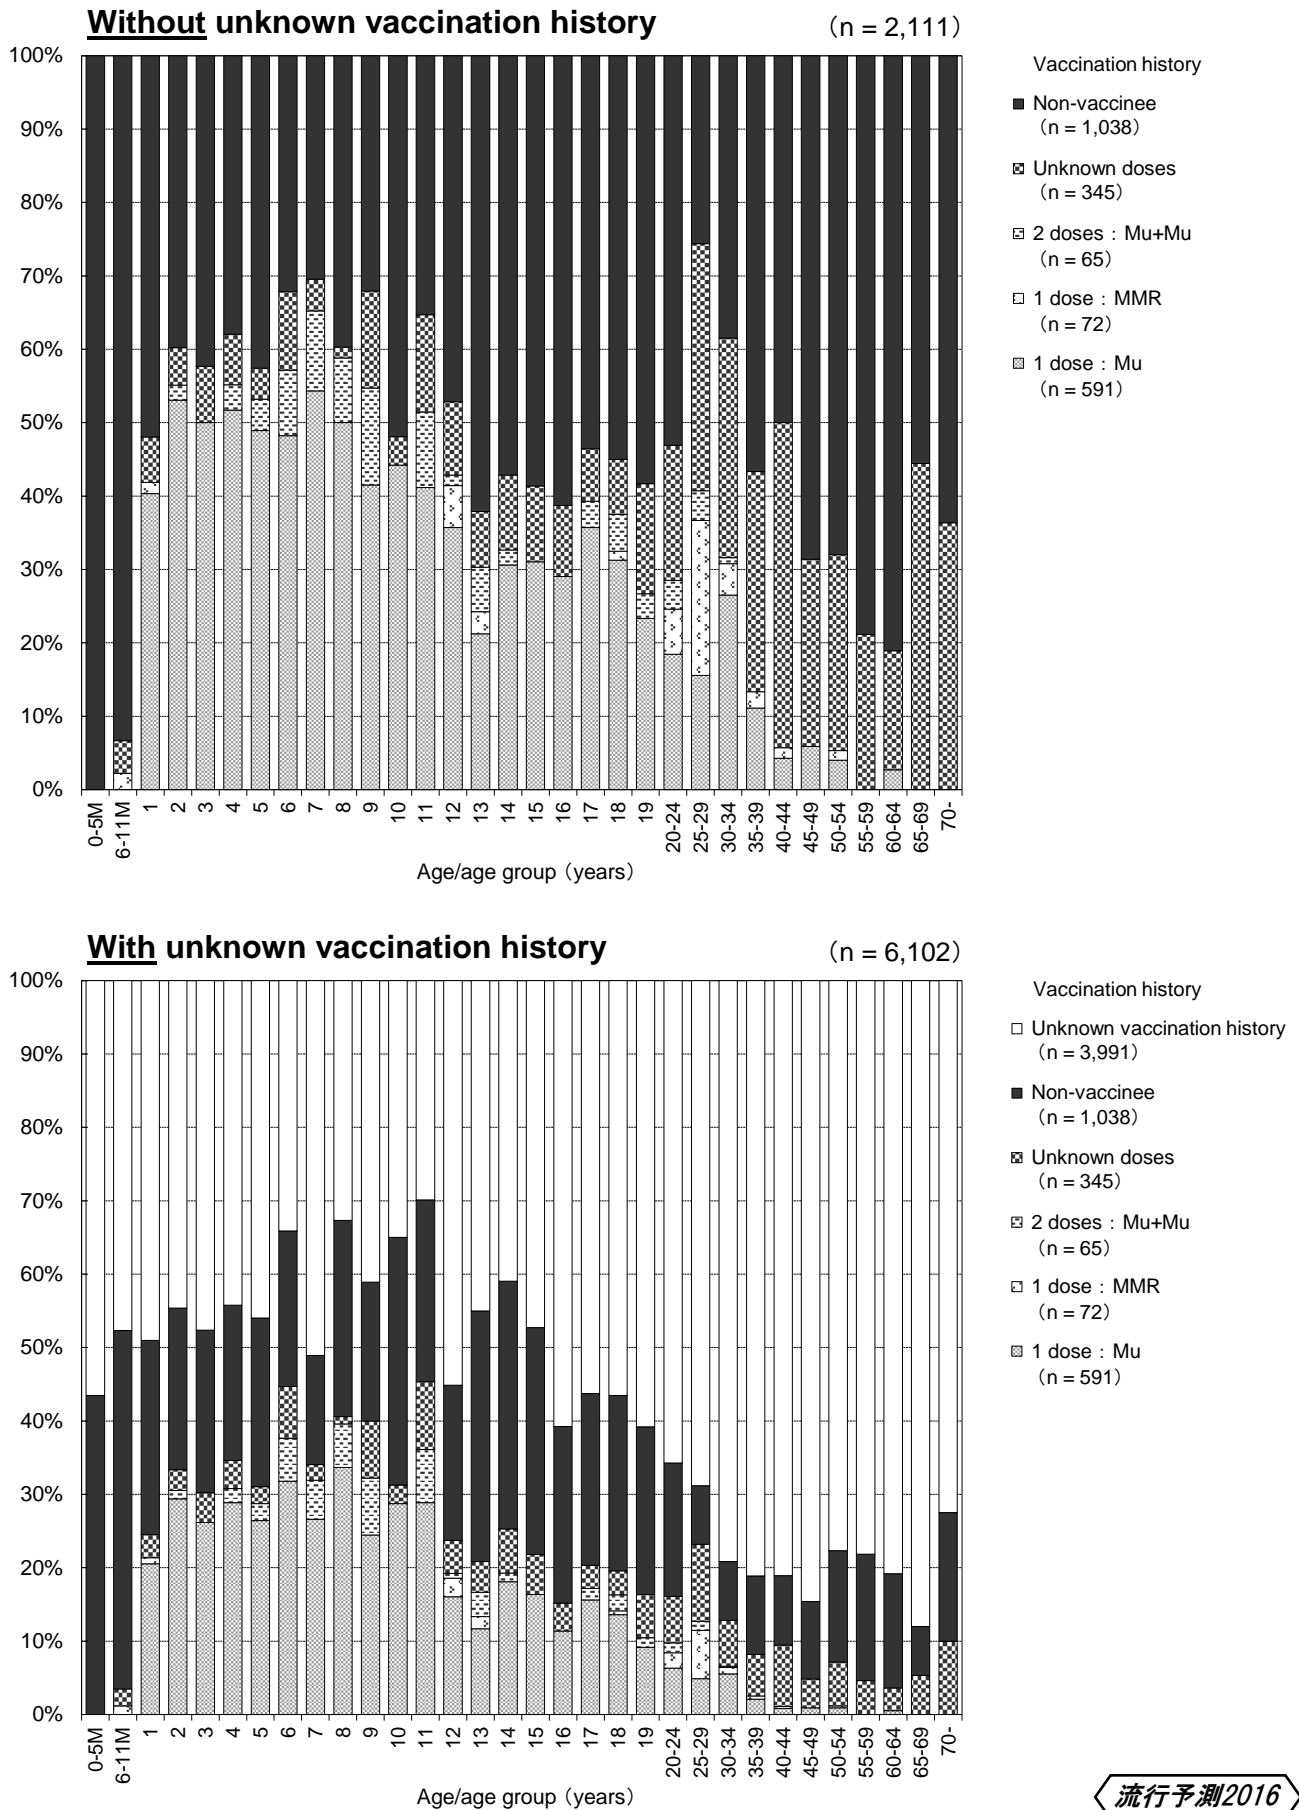 Without unknown vaccination history
（n = 2,111）
100%
90%
80%
70%
60%
50%
40%
30%
20%
10%
0%
0-5M
6-11M
1
2
3
4
5
6
7
8
9
10
11
12
13
14
15
16
17
18
19
20-24
25-29
30-34
35-39
40-44
45-49
50-54
55-59
60-64
65-69
70-
Age/age group（years）
Vaccination history
Non-vaccinee
（n = 1,038）
Unknown doses
（n = 345）
2 doses：Mu+Mu
（n = 65）
1 dose：MMR
（n = 72）
1 dose：Mu
（n = 591）
With unknown vaccination history
（n = 6,102）
100%
90%
80%
70%
60%
50%
40%
30%
20%
10%
0%
0-5M
6-11M
1
2
3
4
5
6
7
8
9
10
11
12
13
14
15
16
17
18
19
20-24
25-29
30-34
35-39
40-44
45-49
50-54
55-59
60-64
65-69
70-
Age/age group（years）
Vaccination history
Unknown vaccination history
（n = 3,991）
Non-vaccinee
（n = 1,038）
Unknown doses
（n = 345）
2 doses：Mu+Mu
（n = 65）
1 dose：MMR
（n = 72）
1 dose：Mu
（n = 591）
流行予測2016